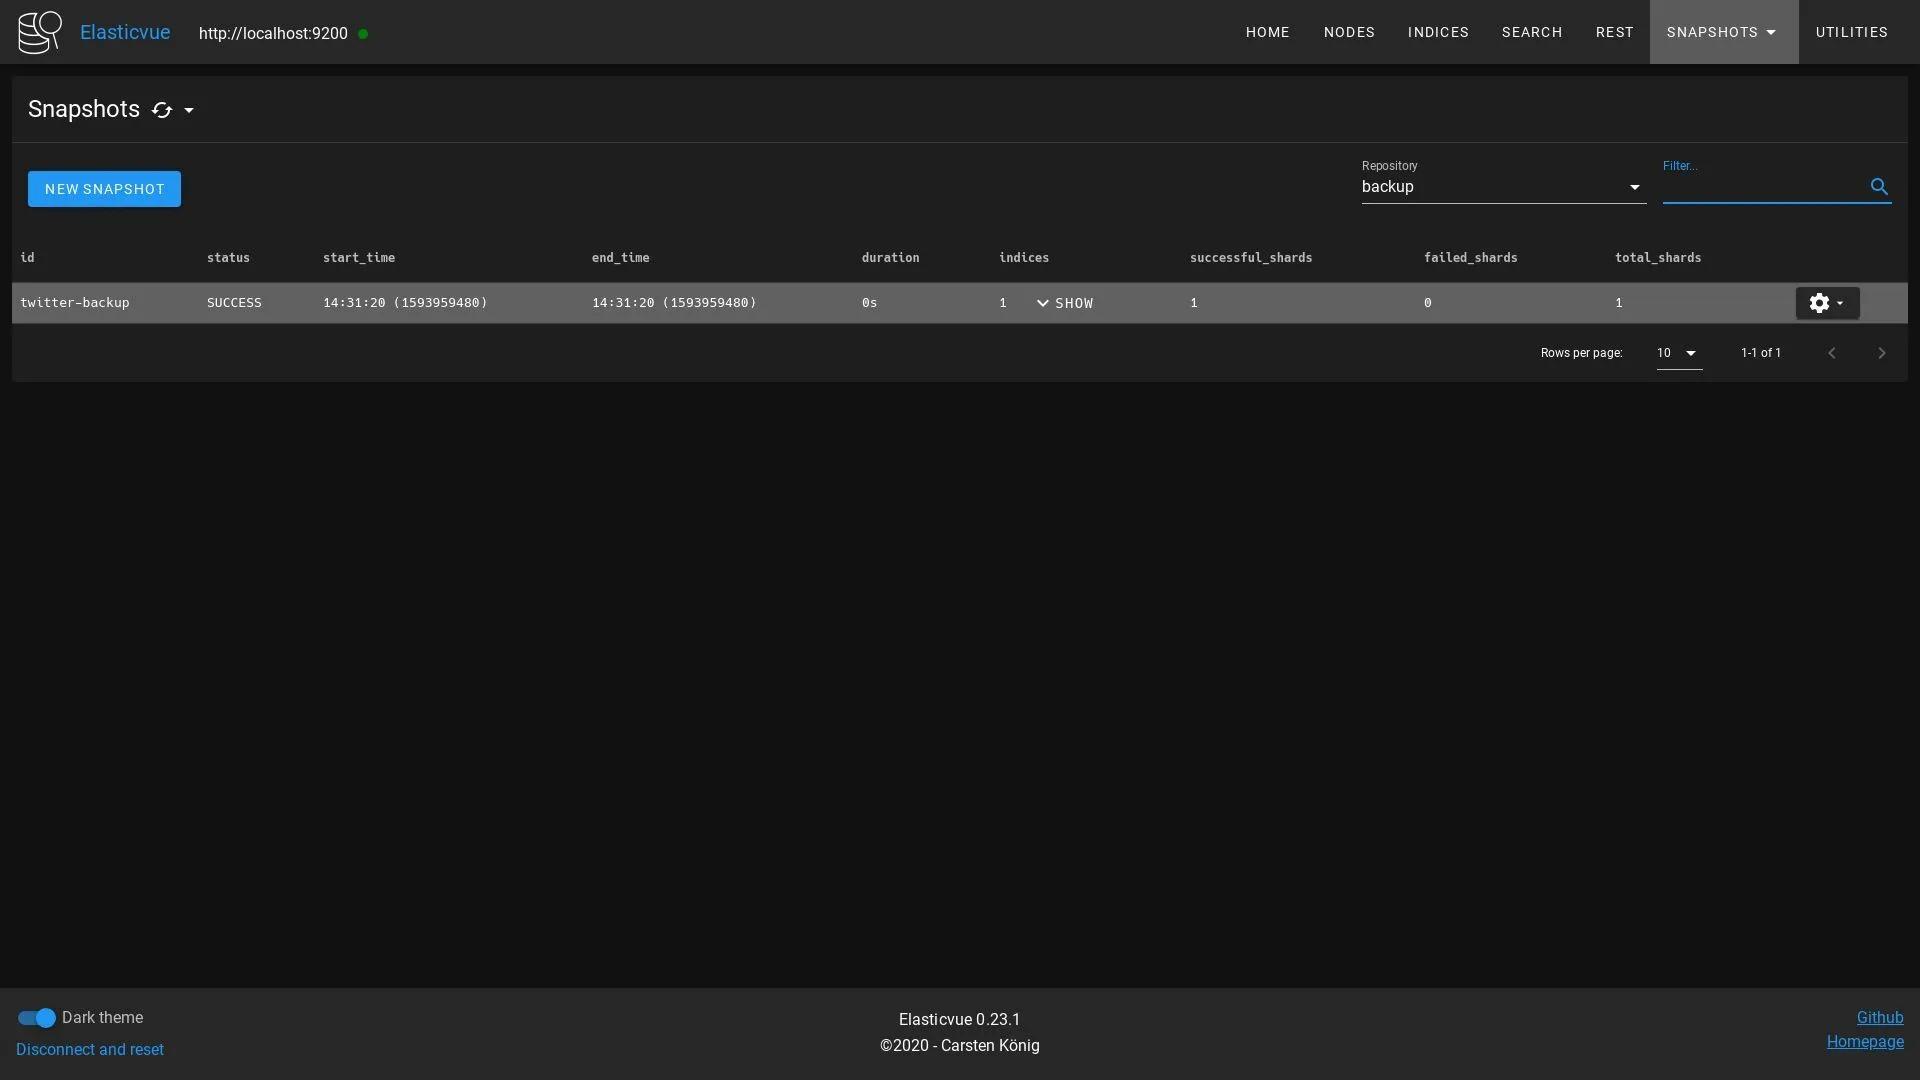 Elasticvue http://localhost:9200 HOME NODES INDICES SEARCH REST SNAPSHOTS UTILITIES
Snapshots
NEW SNAPSHOT
Repository
backup
Filter...
id status start_time end_time duration indices successful_shards failed_shards total_shards
twitter-backup SUCCESS 14:31:20 (1593959480) 14:31:20 (1593959480) 0s 1 SHOW 1 0 1
Rows per page: 10 1-1 of 1
Dark theme
Disconnect and reset
Elasticvue 0.23.1
©2020 - Carsten König
Github
Homepage